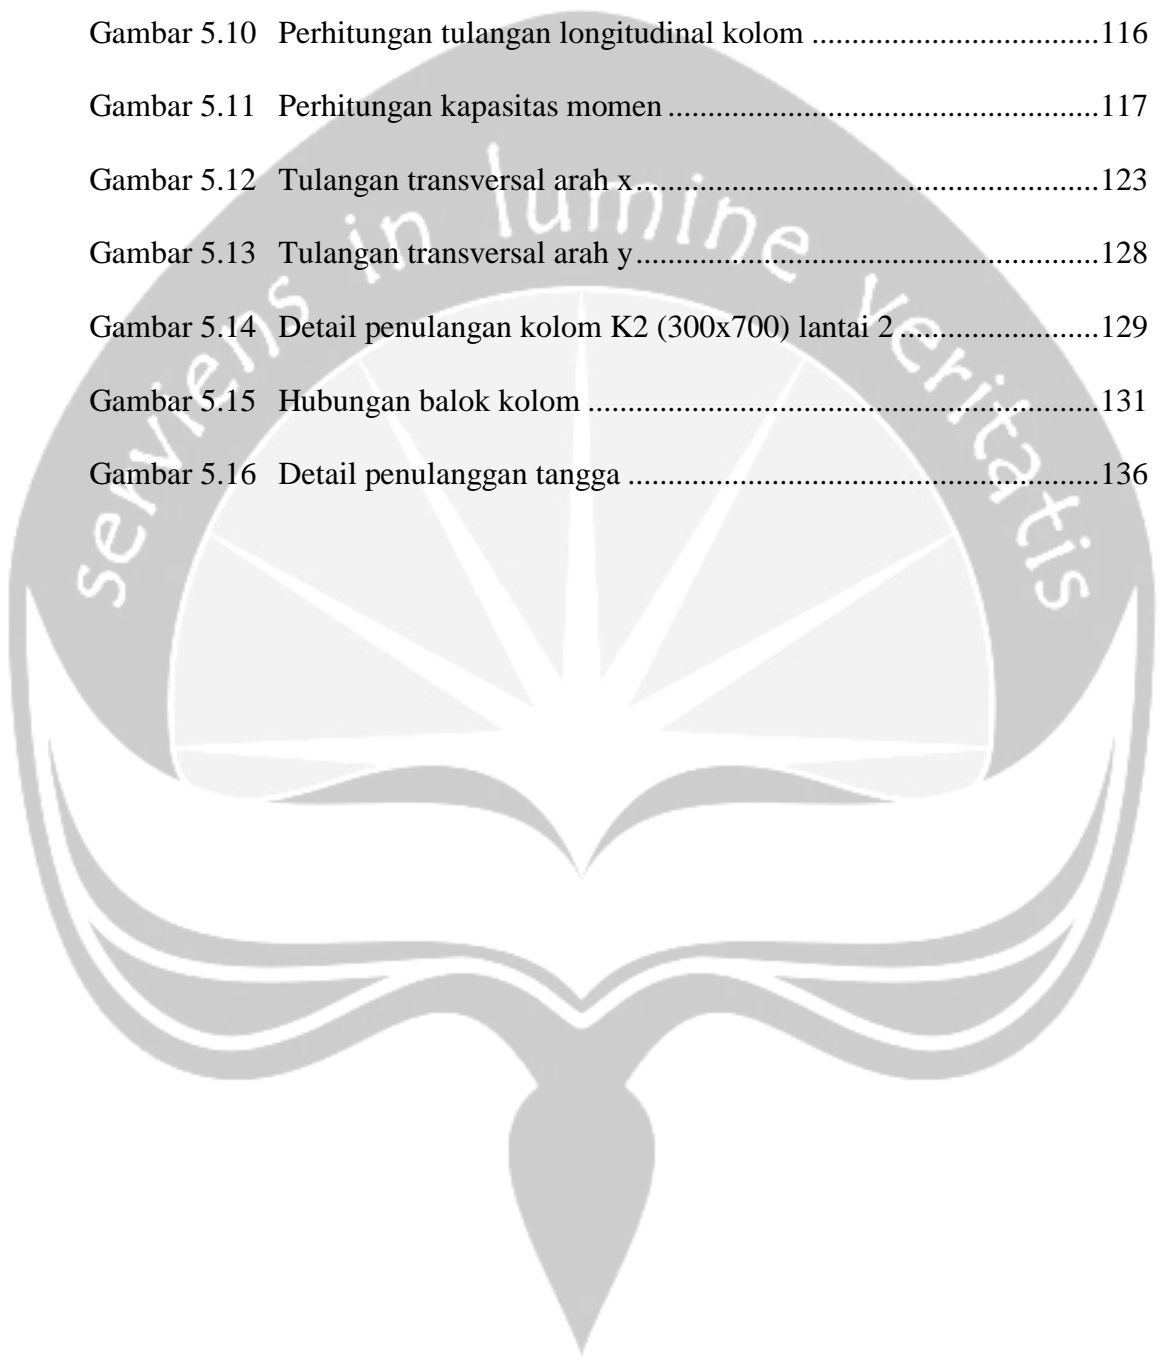 Gambar 5.10 Perhitungan tulangan longitudinal kolom ..................................116
Gambar 5.11 Perhitungan kapasitas momen ....................................................117
Gambar 5.12 Tulangan transversal arah x........................................................123
Gambar 5.13 Tulangan transversal arah y........................................................128
Gambar 5.14 Detail penulangan kolom K2 (300x700) lantai 2 ........................129
Gambar 5.15 Hubungan balok kolom ..............................................................131
Gambar 5.16 Detail penulanggan tangga .........................................................136
serviens in lumine veritatis